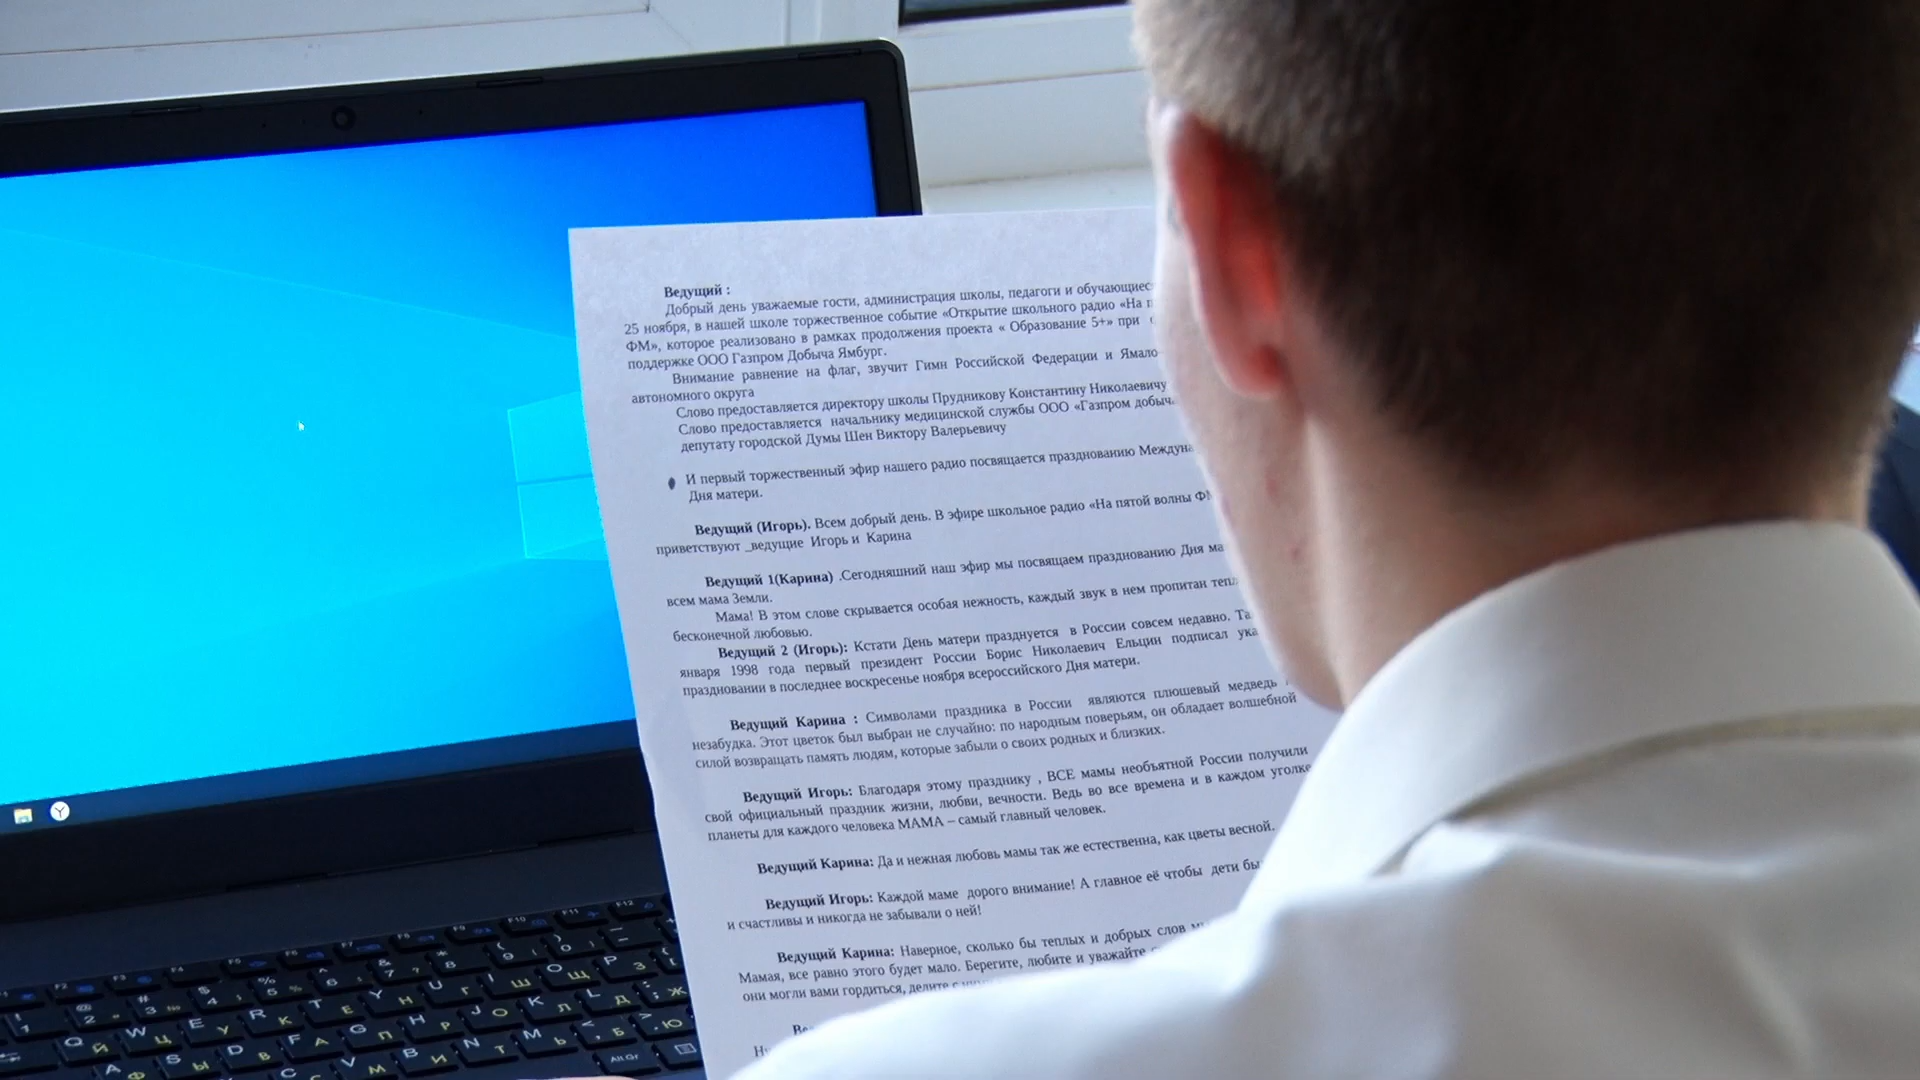 Ведущий :
Добрый день уважаемые гости, администрация школы, педагоги и
25 ноября, в нашей школе торжественное событие «Открытие школьного радио «На
ФМ», которое реализовано в рамках продолжения проекта « Образование 5+» при
поддержке ООО Газпром Добыча Ямбург.
Внимание равнение на флаг, звучит Гимн Российской Федерации и Ямало-
автономного округа
Слово предоставляется директору школы Прудникову Константину Николаевичу
Слово предоставляется начальнику медицинской службы ООО «Газпром
депутату городской Думы Шен Виктору Валерьевичу
И первый торжественный эфир нашего радио посвящается празднованию
Дня матери.
Ведущий (Игорь). Всем добрый день. В эфире школьное радио «На пятой волны
приветствуют _ведущие Игорь и Карина
Ведущий 1(Карина) .Сегодняшний наш эфир мы посвящаем празднованию Дня
всем мама Земли.
Мама! В этом слове скрывается особая нежность, каждый звук в нем пропитан
бесконечной любовью.
Ведущий 2 (Игорь): Кстати День матери празднуется в России совсем недавно.
января 1998 года первый президент России Борис Николаевич Ельцин подписал
праздновании в последнее воскресенье ноября всероссийского Дня матери.
Ведущий Карина : Символами праздника в России являются плюшевый медведь
незабудка. Этот цветок был выбран не случайно: по народным поверьям, он обладает волшебной
силой возвращать память людям, которые забыли о своих родных и близких.
Ведущий Игорь: Благодаря этому празднику , ВСЕ мамы необъятной России получили
свой официальный праздник жизни, любви, вечности. Ведь во все времена и в каждом уголке
планеты для каждого человека МАМА – самый главный человек.
Ведущий Карина: Да и нежная любовь мамы так же естественна, как цветы весной.
Ведущий Игорь: Каждой маме дорого внимание! А главное её чтобы дети
и счастливы и никогда не забывали о ней!
Ведущий Карина: Наверное, сколько бы теплых и добрых слов
Мамая, все равно этого будет мало. Берегите, любите и уважайте
они могли вами гордиться, делите с